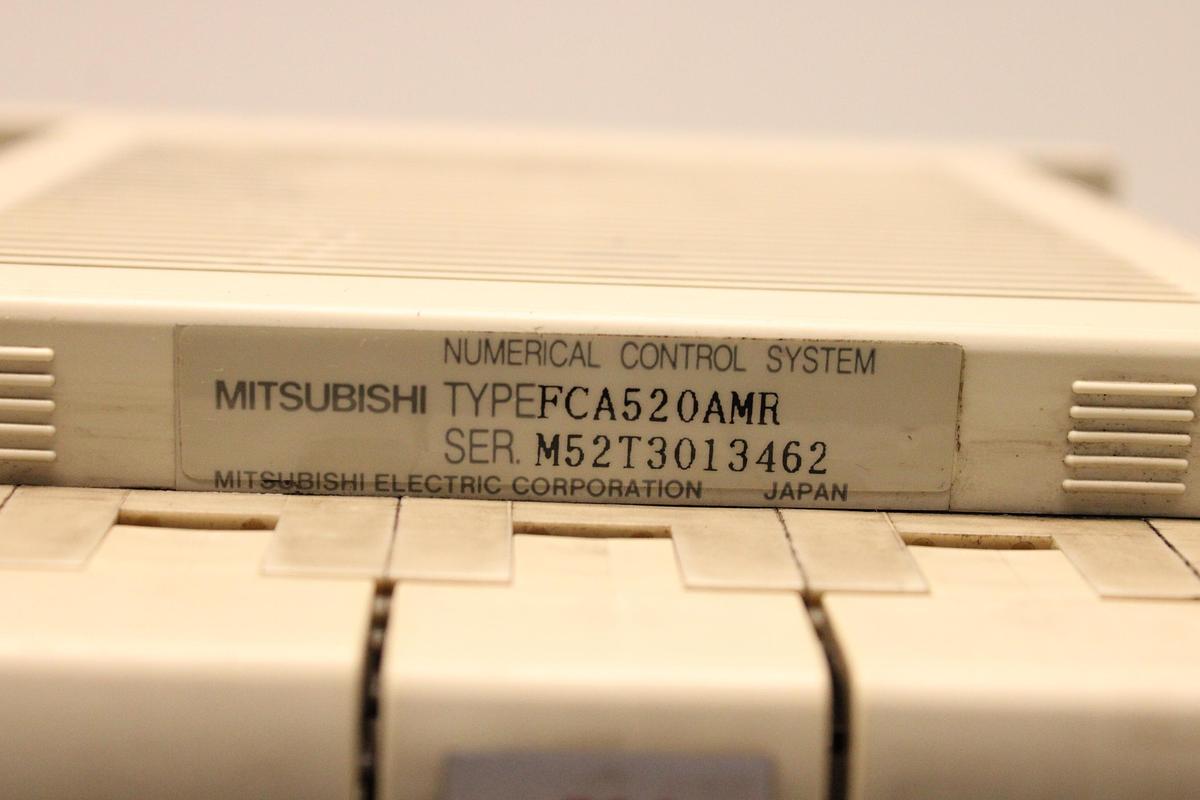 NUMERICAL CONTROL SYSTEM
MITSUBISHI TYPE FCA520AMR
SER. M52T3013462
MITSUBISHI ELECTRIC CORPORATION JAPAN